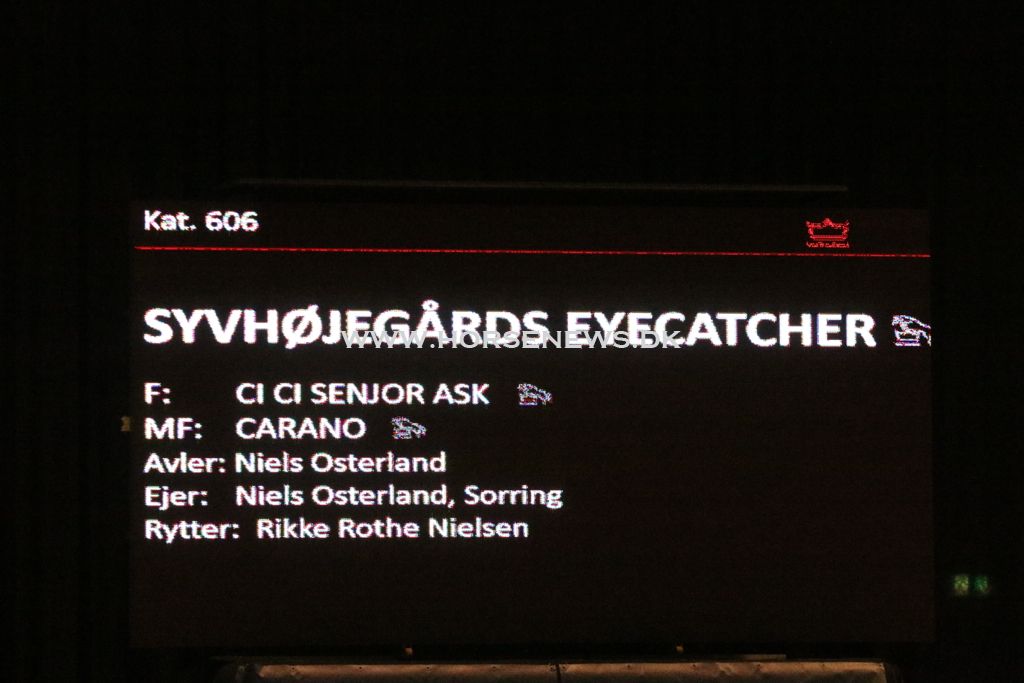 Kat. 606
SYVHØJEGÅRDS EYECATCHER
WWW.HORSENEWS.DK
F: CI CI SENJOR ASK
MF: CARANO
Avler: Niels Osterland
Ejer: Niels Osterland, Sorring
Rytter: Rikke Rothe Nielsen